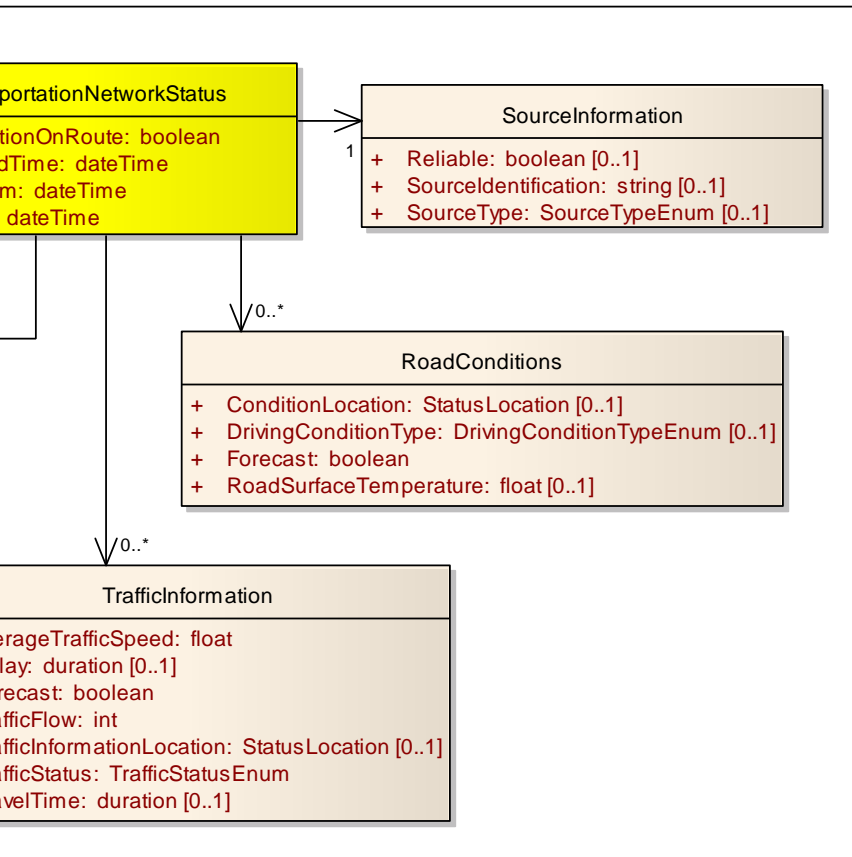 portationNetworkStatus
tionOnRoute: boolean
dTime: dateTime
m: dateTime
dateTime
SourceInformation
1
+ Reliable: boolean [0..1]
+ SourceIdentification: string [0..1]
+ SourceType: SourceTypeEnum [0..1]
0..*
RoadConditions
+ ConditionLocation: StatusLocation [0..1]
+ DrivingConditionType: DrivingConditionTypeEnum [0..1]
+ Forecast: boolean
+ RoadSurfaceTemperature: float [0..1]
0..*
TrafficInformation
erageTrafficSpeed: float
lay: duration [0..1]
recast: boolean
afficFlow: int
afficInformationLocation: StatusLocation [0..1]
afficStatus: TrafficStatusEnum
avelTime: duration [0..1]